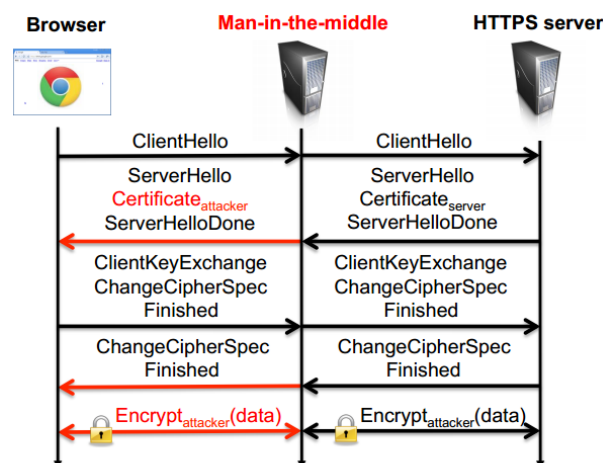 Browser
Man-in-the-middle
HTTPS server
ClientHello
ClientHello
ServerHello
Certificateattacker
ServerHelloDone
ServerHello
Certificateserver
ServerHelloDone
ClientKeyExchange
ChangeCipherSpec
Finished
ClientKeyExchange
ChangeCipherSpec
Finished
ChangeCipherSpec
Finished
ChangeCipherSpec
Finished
Encryptattacker(data)
Encryptattacker(data)